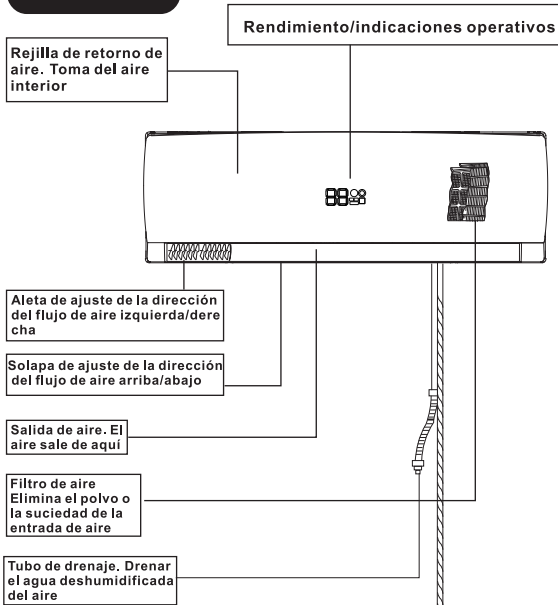 Rendimiento/indicaciones operativos
Rejilla de retorno de
aire. Toma del aire
interior
Aleta de ajuste de la dirección
del flujo de aire izquierda/dere
cha
Solapa de ajuste de la dirección
del flujo de aire arriba/abajo
Salida de aire. El
aire sale de aquí
Filtro de aire
Elimina el polvo o
la suciedad de la
entrada de aire
Tubo de drenaje. Drenar
el agua deshumidificada
del aire